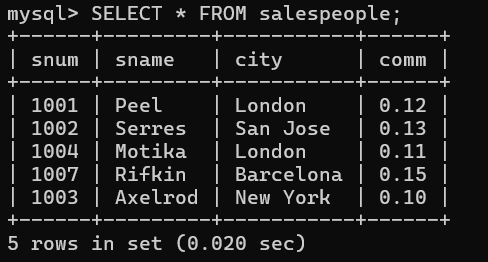 mysql> SELECT * FROM salespeople;
+------+---------+-----------+------+
| snum | sname   | city      | comm |
+------+---------+-----------+------+
| 1001 | Peel    | London    | 0.12 |
| 1002 | Serres  | San Jose  | 0.13 |
| 1004 | Motika  | London    | 0.11 |
| 1007 | Rifkin  | Barcelona | 0.15 |
| 1003 | Axelrod | New York  | 0.10 |
+------+---------+-----------+------+
5 rows in set (0.020 sec)